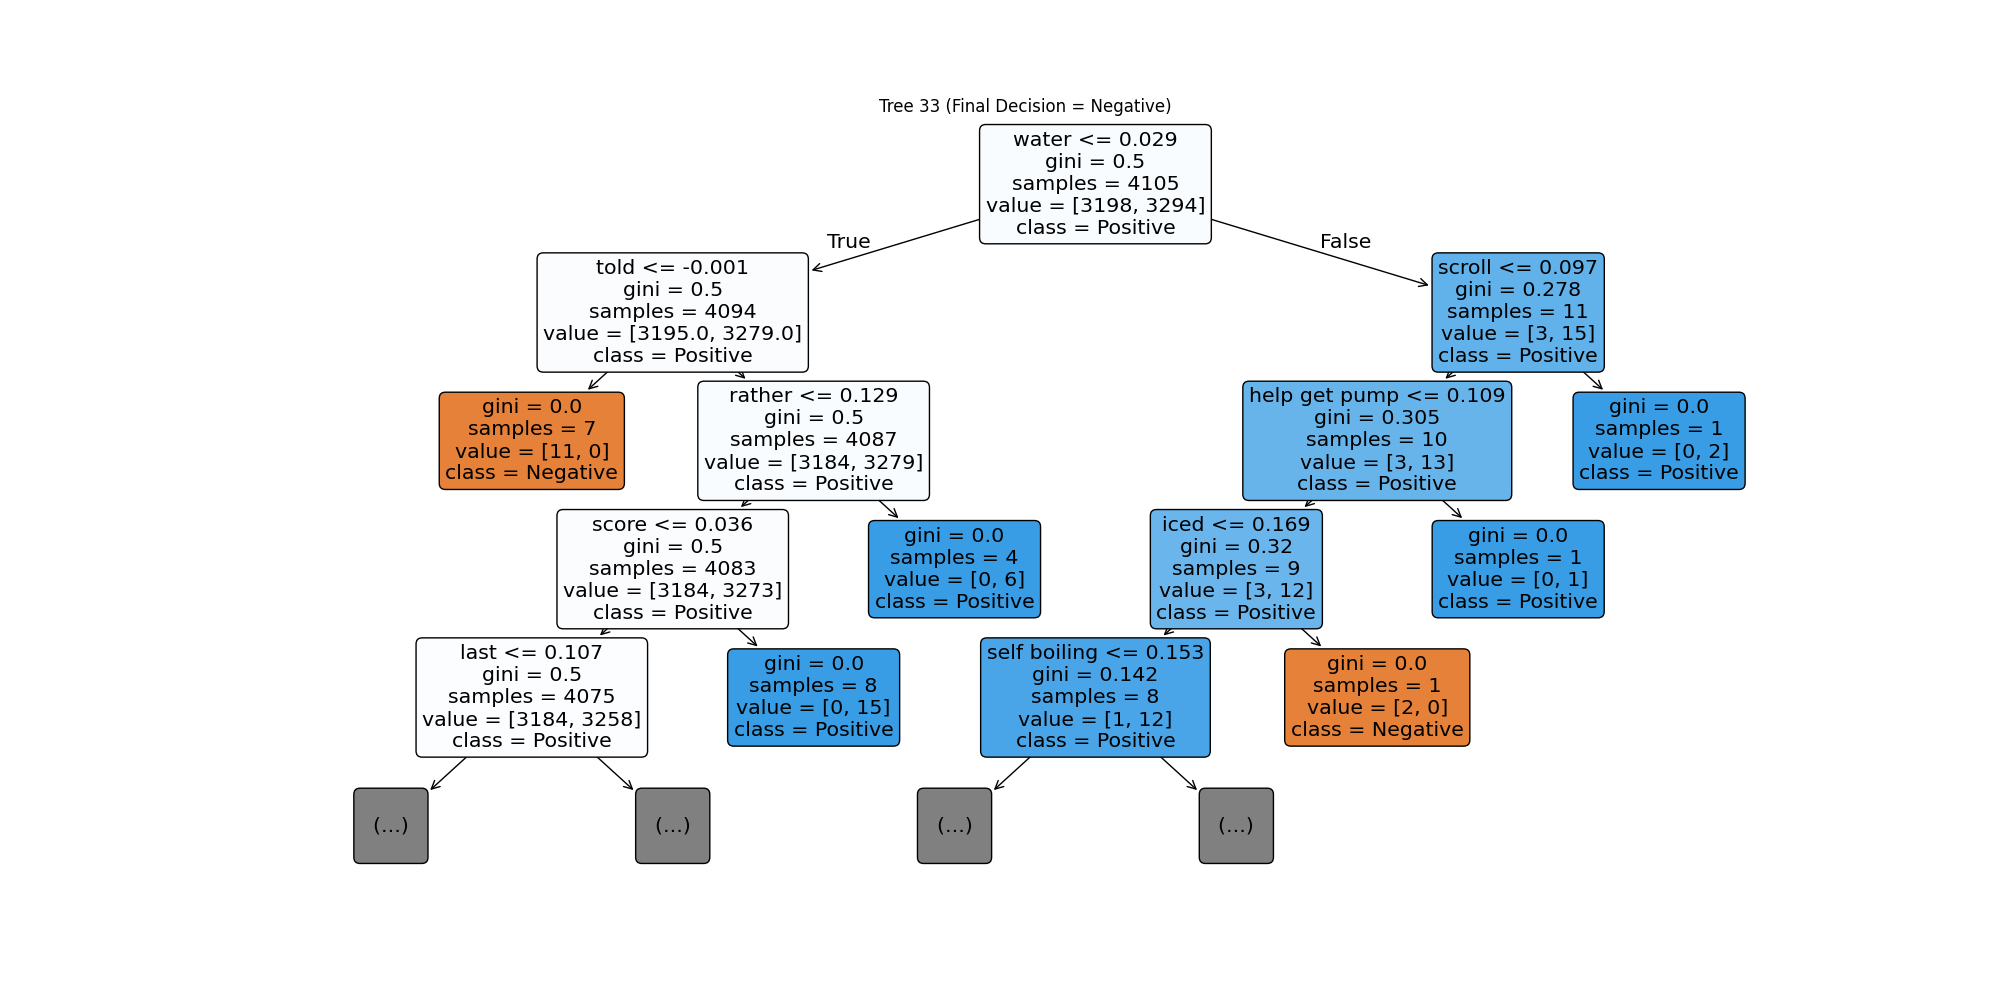 Tree 33 (Final Decision = Negative)
water <= 0.029
gini = 0.5
samples = 4105
value = [3198, 3294]
class = Positive
True
False
told <= -0.001
gini = 0.5
samples = 4094
value = [3195.0, 3279.0]
class = Positive
scroll <= 0.097
gini = 0.278
samples = 11
value = [3, 15]
class = Positive
gini = 0.0
samples = 7
value = [11, 0]
class = Negative
rather <= 0.129
gini = 0.5
samples = 4087
value = [3184, 3279]
class = Positive
help get pump <= 0.109
gini = 0.305
samples = 10
value = [3, 13]
class = Positive
gini = 0.0
samples = 1
value = [0, 2]
class = Positive
score <= 0.036
gini = 0.5
samples = 4083
value = [3184, 3273]
class = Positive
gini = 0.0
samples = 4
value = [0, 6]
class = Positive
iced <= 0.169
gini = 0.32
samples = 9
value = [3, 12]
class = Positive
gini = 0.0
samples = 1
value = [0, 1]
class = Positive
last <= 0.107
gini = 0.5
samples = 4075
value = [3184, 3258]
class = Positive
gini = 0.0
samples = 8
value = [0, 15]
class = Positive
self boiling <= 0.153
gini = 0.142
samples = 8
value = [1, 12]
class = Positive
gini = 0.0
samples = 1
value = [2, 0]
class = Negative
(...)
(...)
(...)
(...)